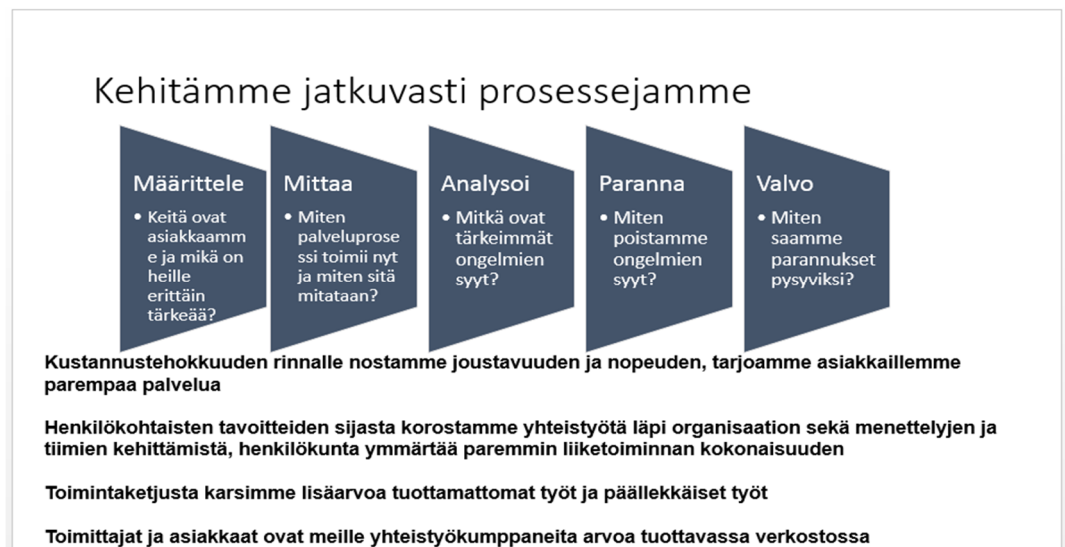 Kehitämme jatkuvasti prosessejamme
Määrittele
• Keitä ovat
asiakkaamm
e ja mikä on
heille
erittäin
tärkeää?
Mittaa
• Miten
palveluprose
ssi toimii nyt
ja miten sitä
mitataan?
Analysoi
• Mitkä ovat
tärkeimmät
ongelmien
syyt?
Paranna
• Miten
poistamme
ongelmien
syyt?
Valvo
• Miten
saamme
parannukset
pysyviksi?
Kustannustehokkuuden rinnalle nostamme joustavuuden ja nopeuden, tarjoamme asiakkaillemme
parempaa palvelua
Henkilökohtaisten tavoitteiden sijasta korostamme yhteistyötä läpi organisaation sekä menettelyjen ja
tiimien kehittämistä, henkilökunta ymmärtää paremmin liiketoiminnan kokonaisuuden
Toimintaketjusta karsimme lisäarvoa tuottamattomat työt ja päällekkäiset työt
Toimittajat ja asiakkaat ovat meille yhteistyökumppaneita arvoa tuottavassa verkostossa